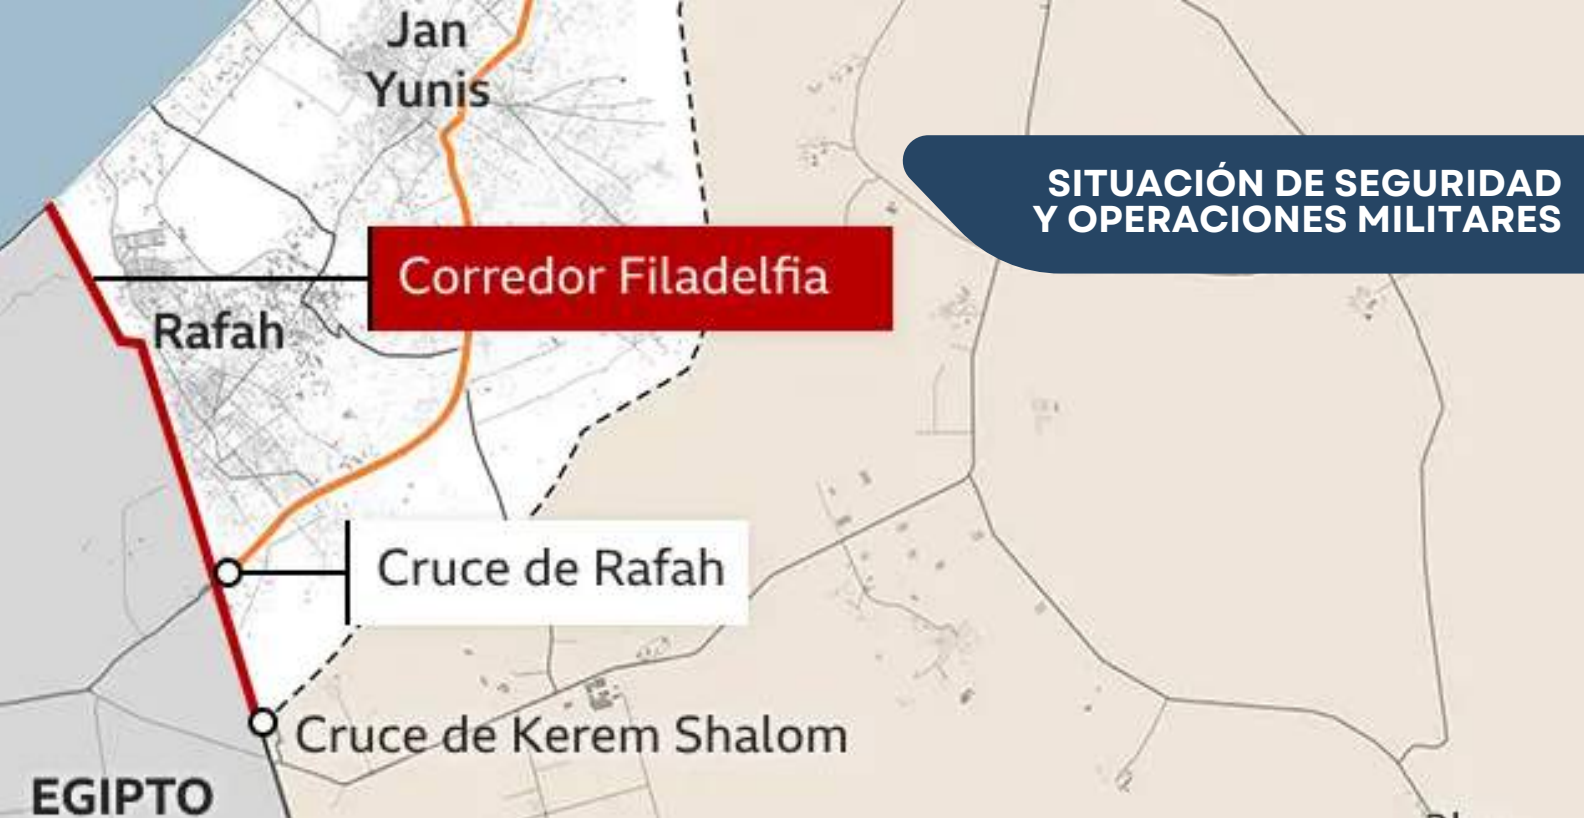 Jan
Yunis
SITUACIÓN DE SEGURIDAD
Y OPERACIONES MILITARES
Corredor Filadelfia
Rafah
Cruce de Rafah
Cruce de Kerem Shalom
EGIPTO